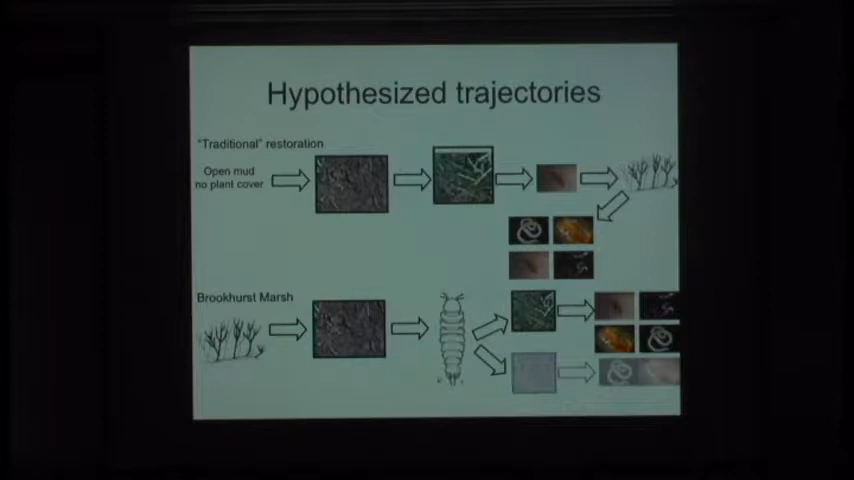 Hypothesized trajectories
"Traditional" restoration
Open mud
no plant cover
Brookhurst Marsh